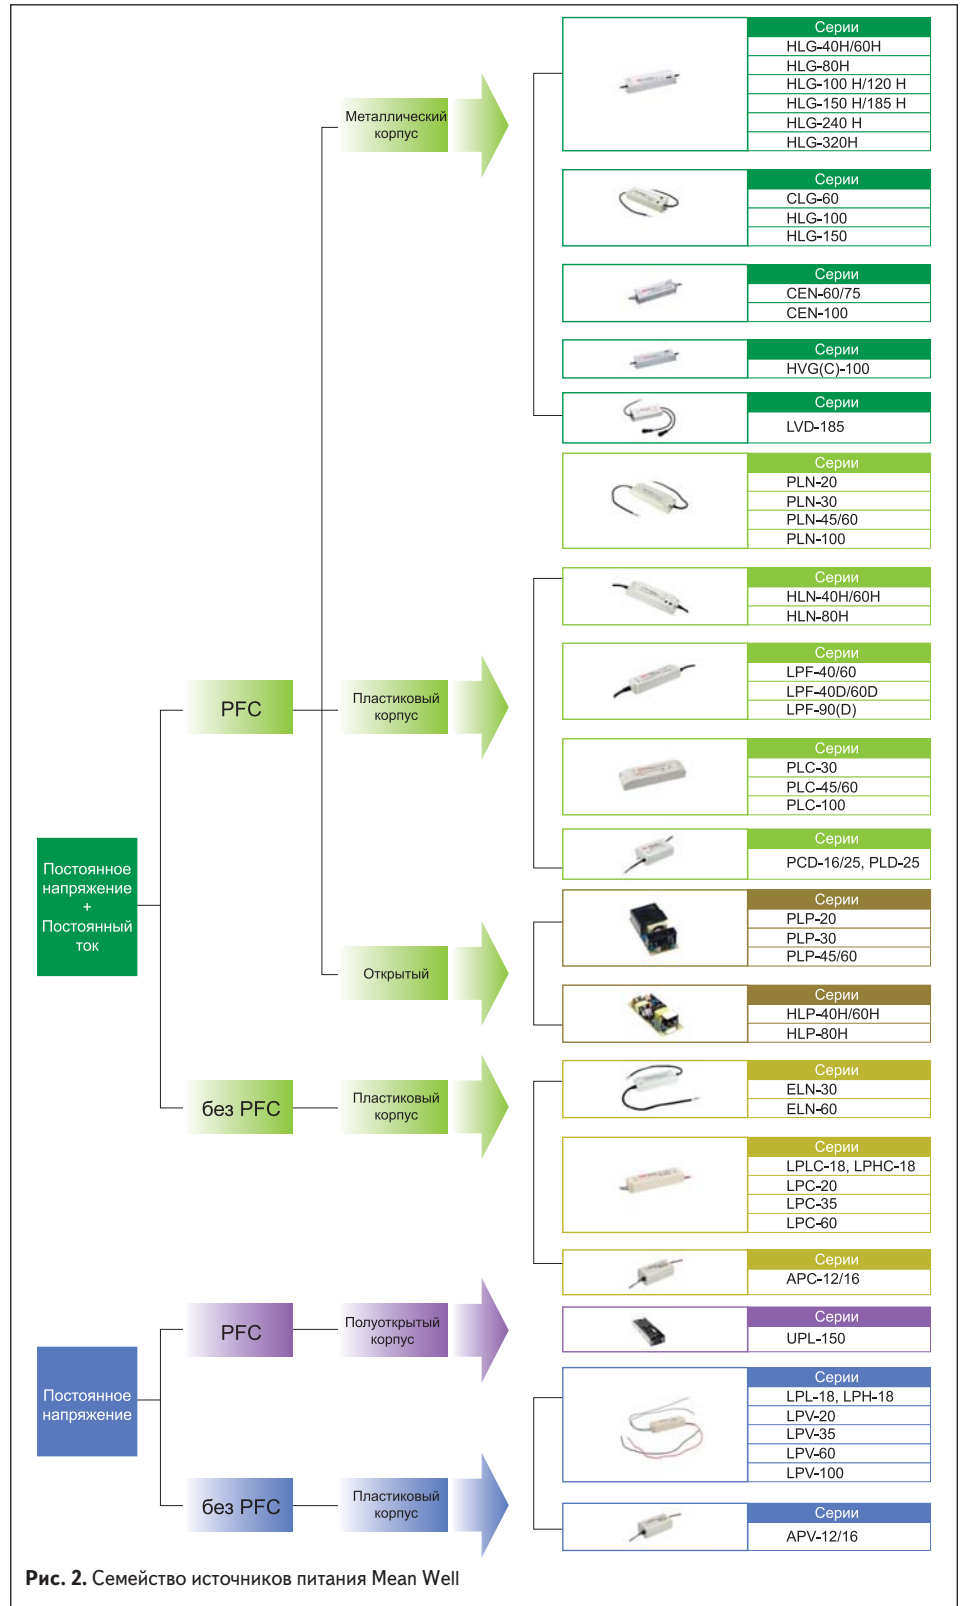 Серии
HLG-40H/60H
HLG-80H
HLG-100 H/120 H
HLG-150 H/185 H
HLG-240 H
HLG-320H
Металлический
корпус
Серии
CLG-60
HLG-100
HLG-150
Серии
CEN-60/75
CEN-100
Серии
HVG(C)-100
Серии
LVD-185
Серии
PLN-20
PLN-30
PLN-45/60
PLN-100
Серии
HLN-40H/60H
HLN-80H
PFC
Пластиковый
корпус
Серии
LPF-40/60
LPF-40D/60D
LPF-90(D)
Серии
PLC-30
PLC-45/60
PLC-100
Серии
PCD-16/25, PLD-25
Постоянное
напряжение
+
Постоянный
ток
Серии
PLP-20
PLP-30
PLP-45/60
Открытый
Серии
HLP-40H/60H
HLP-80H
без PFC
Пластиковый
корпус
Серии
ELN-30
ELN-60
Серии
LPLC-18, LPHC-18
LPC-20
LPC-35
LPC-60
Серии
APC-12/16
PFC
Полуоткрытый
корпус
Серии
UPL-150
Постоянное
напряжение
Серии
LPL-18, LPH-18
LPV-20
LPV-35
LPV-60
LPV-100
без PFC
Пластиковый
корпус
Серии
APV-12/16
Рис. 2. Семейство источников питания Mean Well